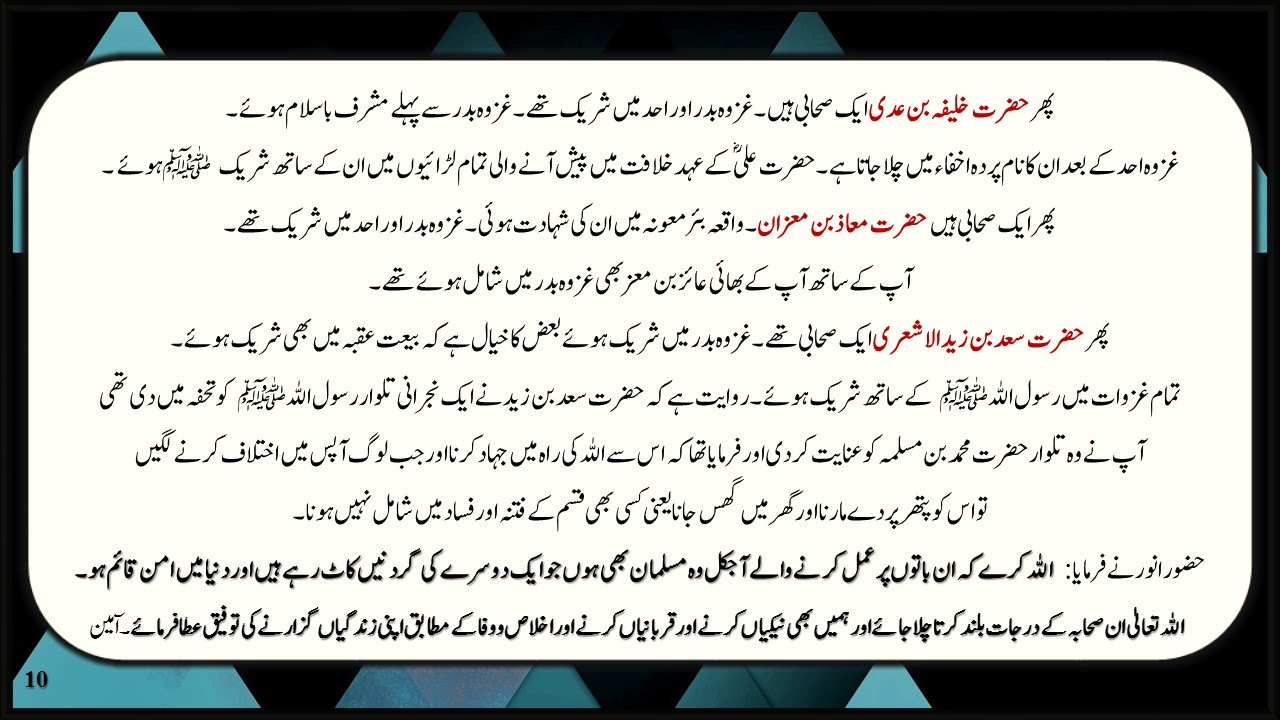 پھر حضرت خلیفہ بن عدی ایک صحابی ہیں۔ غزوہ بدر اور احد میں شریک تھے۔ غزوہ بدر سے پہلے مشرف باسلام ہوئے۔
غزوہ احد کے بعد ان کا نام پردہ اخفاء میں چلا جاتا ہے۔ حضرت علیؓ کے عہد خلافت میں پیش آنے والی تمام لڑائیوں میں ان کے ساتھ شریک ﷺ ہوئے ۔
پھر ایک صحابی ہیں حضرت معاذ بن معزان۔ واقعہ بئر معونہ میں ان کی شہادت ہوئی۔ غزوہ بدر اور احد میں شریک تھے۔
آپ کے ساتھ آپ کے بھائی عائز بن معز بھی غزوہ بدر میں شامل ہوئے تھے۔
پھر حضرت سعد بن زید الاشعری ایک صحابی تھے۔ غزوہ بدر میں شریک ہوئے بعض کا خیال ہے کہ بیعت عقبہ میں بھی شریک ہوئے۔
تمام غزوات میں رسول اللہ ﷺ کے ساتھ شریک ہوئے۔ روایت ہے کہ حضرت سعد بن زید نے ایک نجرانی تلوار رسول اللہ ﷺ کو تحفہ میں دی تھی
آپ نے وہ تلوار حضرت محمد بن مسلمہ کو عنایت کر دی اور فرمایا تھا کہ اس سے اللہ کی راہ میں جہاد کرنا اور جب لوگ آپس میں اختلاف کرنے لگیں
تو اس کو پتھر پر دے مارنا اور گھر میں گھس جانا یعنی کسی بھی قسم کے فتنہ اور فساد میں شامل نہیں ہونا۔
حضور انور نے فرمایا: اللہ کرے کہ ان باتوں پر عمل کرنے والے آجکل وہ مسلمان بھی ہوں جو ایک دوسرے کی گردنیں کاٹ رہے ہیں اور دنیا میں امن قائم ہو۔
اللہ تعالیٰ ان صحابہ کے درجات بلند کرتا چلا جائے اور ہمیں بھی نیکیاں کرنے اور قربانیاں کرنے اور اخلاص و وفا کے مطابق اپنی زندگیاں گزارنے کی توفیق عطا فرمائے۔ آمین
10